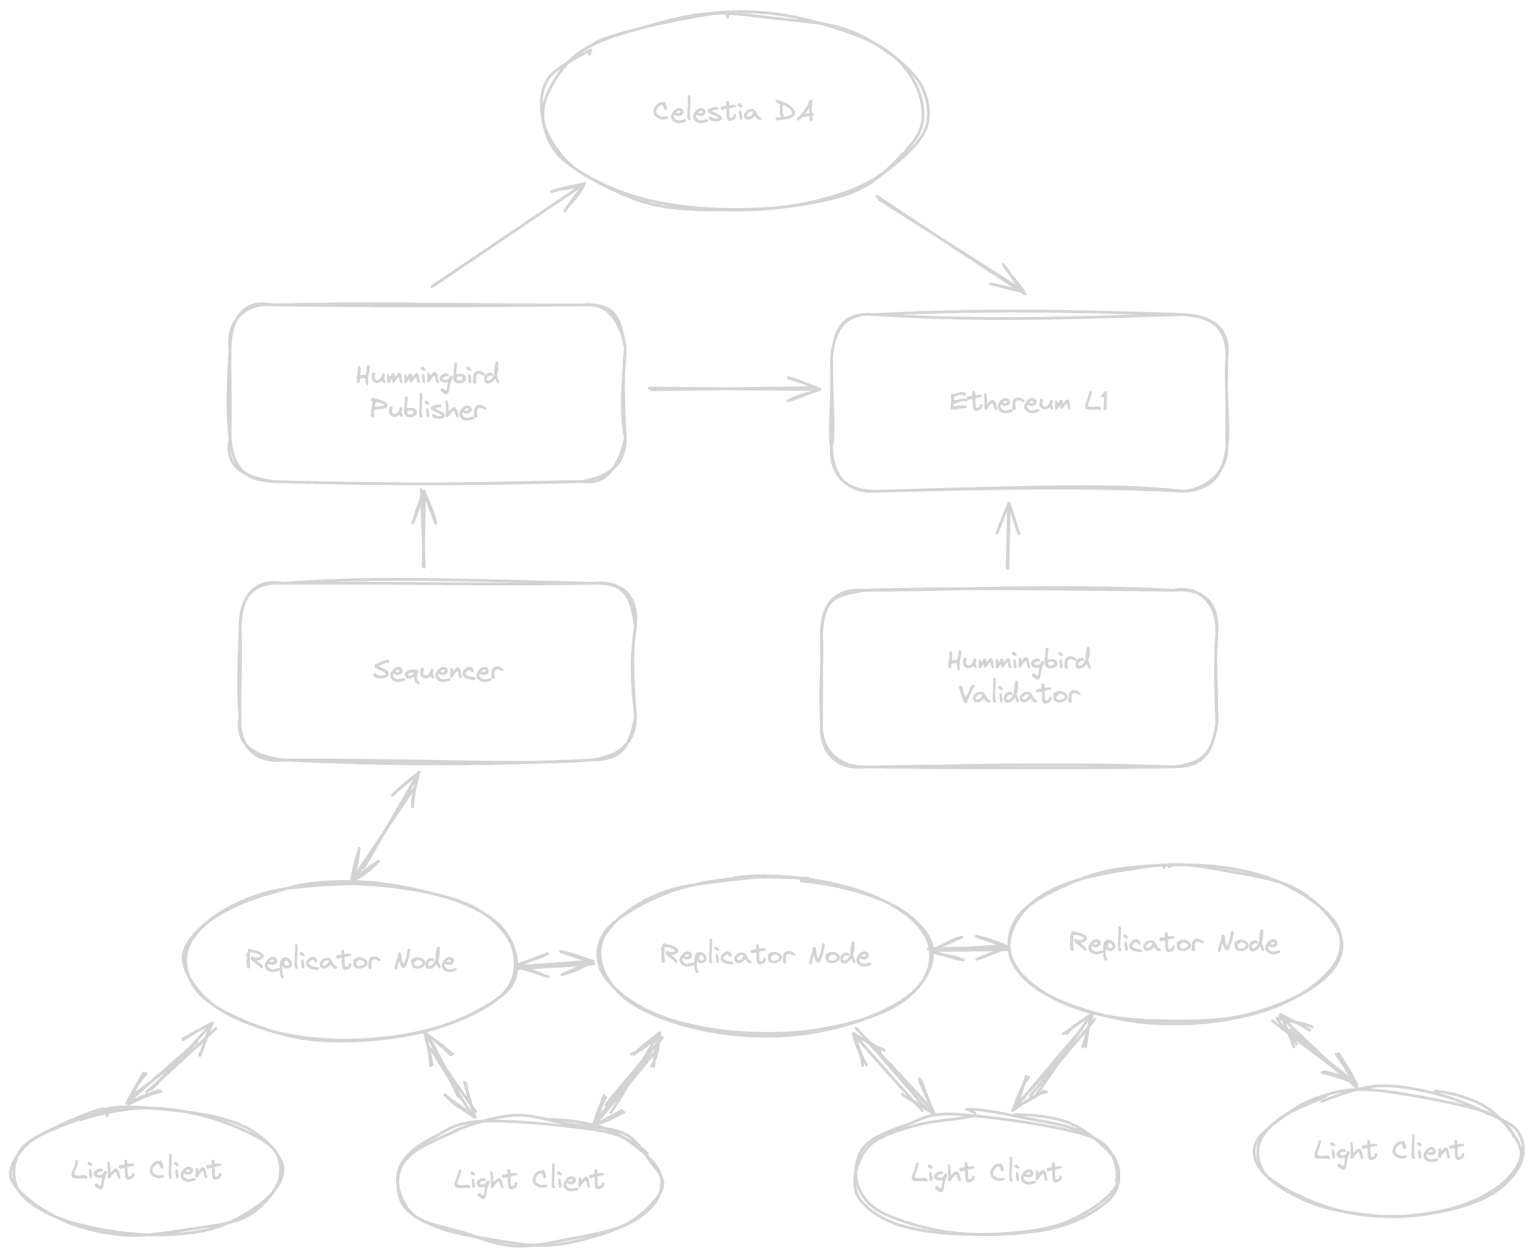 Celestia DA
Hummingbird
Publisher
Ethereum L1
Sequencer
Hummingbird
Validator
Replicator Node
Replicator Node
Replicator Node
Light Client
Light Client
Light Client
Light Client